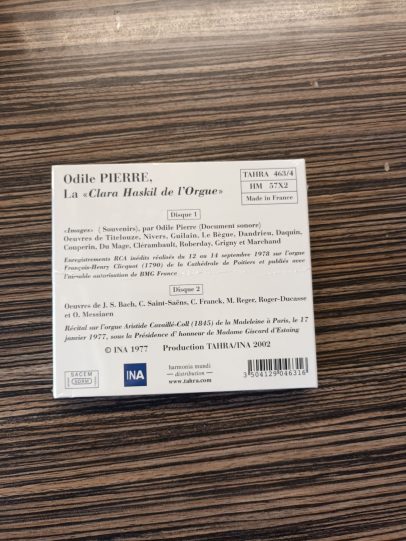 Odile PIERRE,
La «Clara Haskil de l'Orgue»
TAHRA 463/4
HM 57X2
Made in France
Disque 1
«Images» ( Souvenirs), par Odile Pierre (Document sonore)
Oeuvres de Titelouze, Nivers, Guilain, Le Bègue, Dandrieu, Daquin,
Couperin, Du Mage, Clérambault, Roberday, Grigny et Marchand
Enregistrements RCA inédits réalisés du 12 au 14 septembre 1978 sur l'orgue
François-Henry Clicquot (1790) de la Cathédrale de Poitiers et publiés avec
l'aimable autorisation de BMG France
Disque 2
Oeuvres de J. S. Bach, C. Saint-Saëns, C. Franck, M. Reger, Roger-Ducasse
et O. Messiaen
Récital sur l'orgue Aristide Cavaillé-Coll (1845) de la Madeleine à Paris, le 17
janvier 1977, sous la Présidence d' honneur de Madame Giscard d'Estaing
© INA 1977 Production TAHRA/INA 2002
SACEM
SDRM
INA
harmonia mundi
distribution
www.tahra.com
3 504129 046316